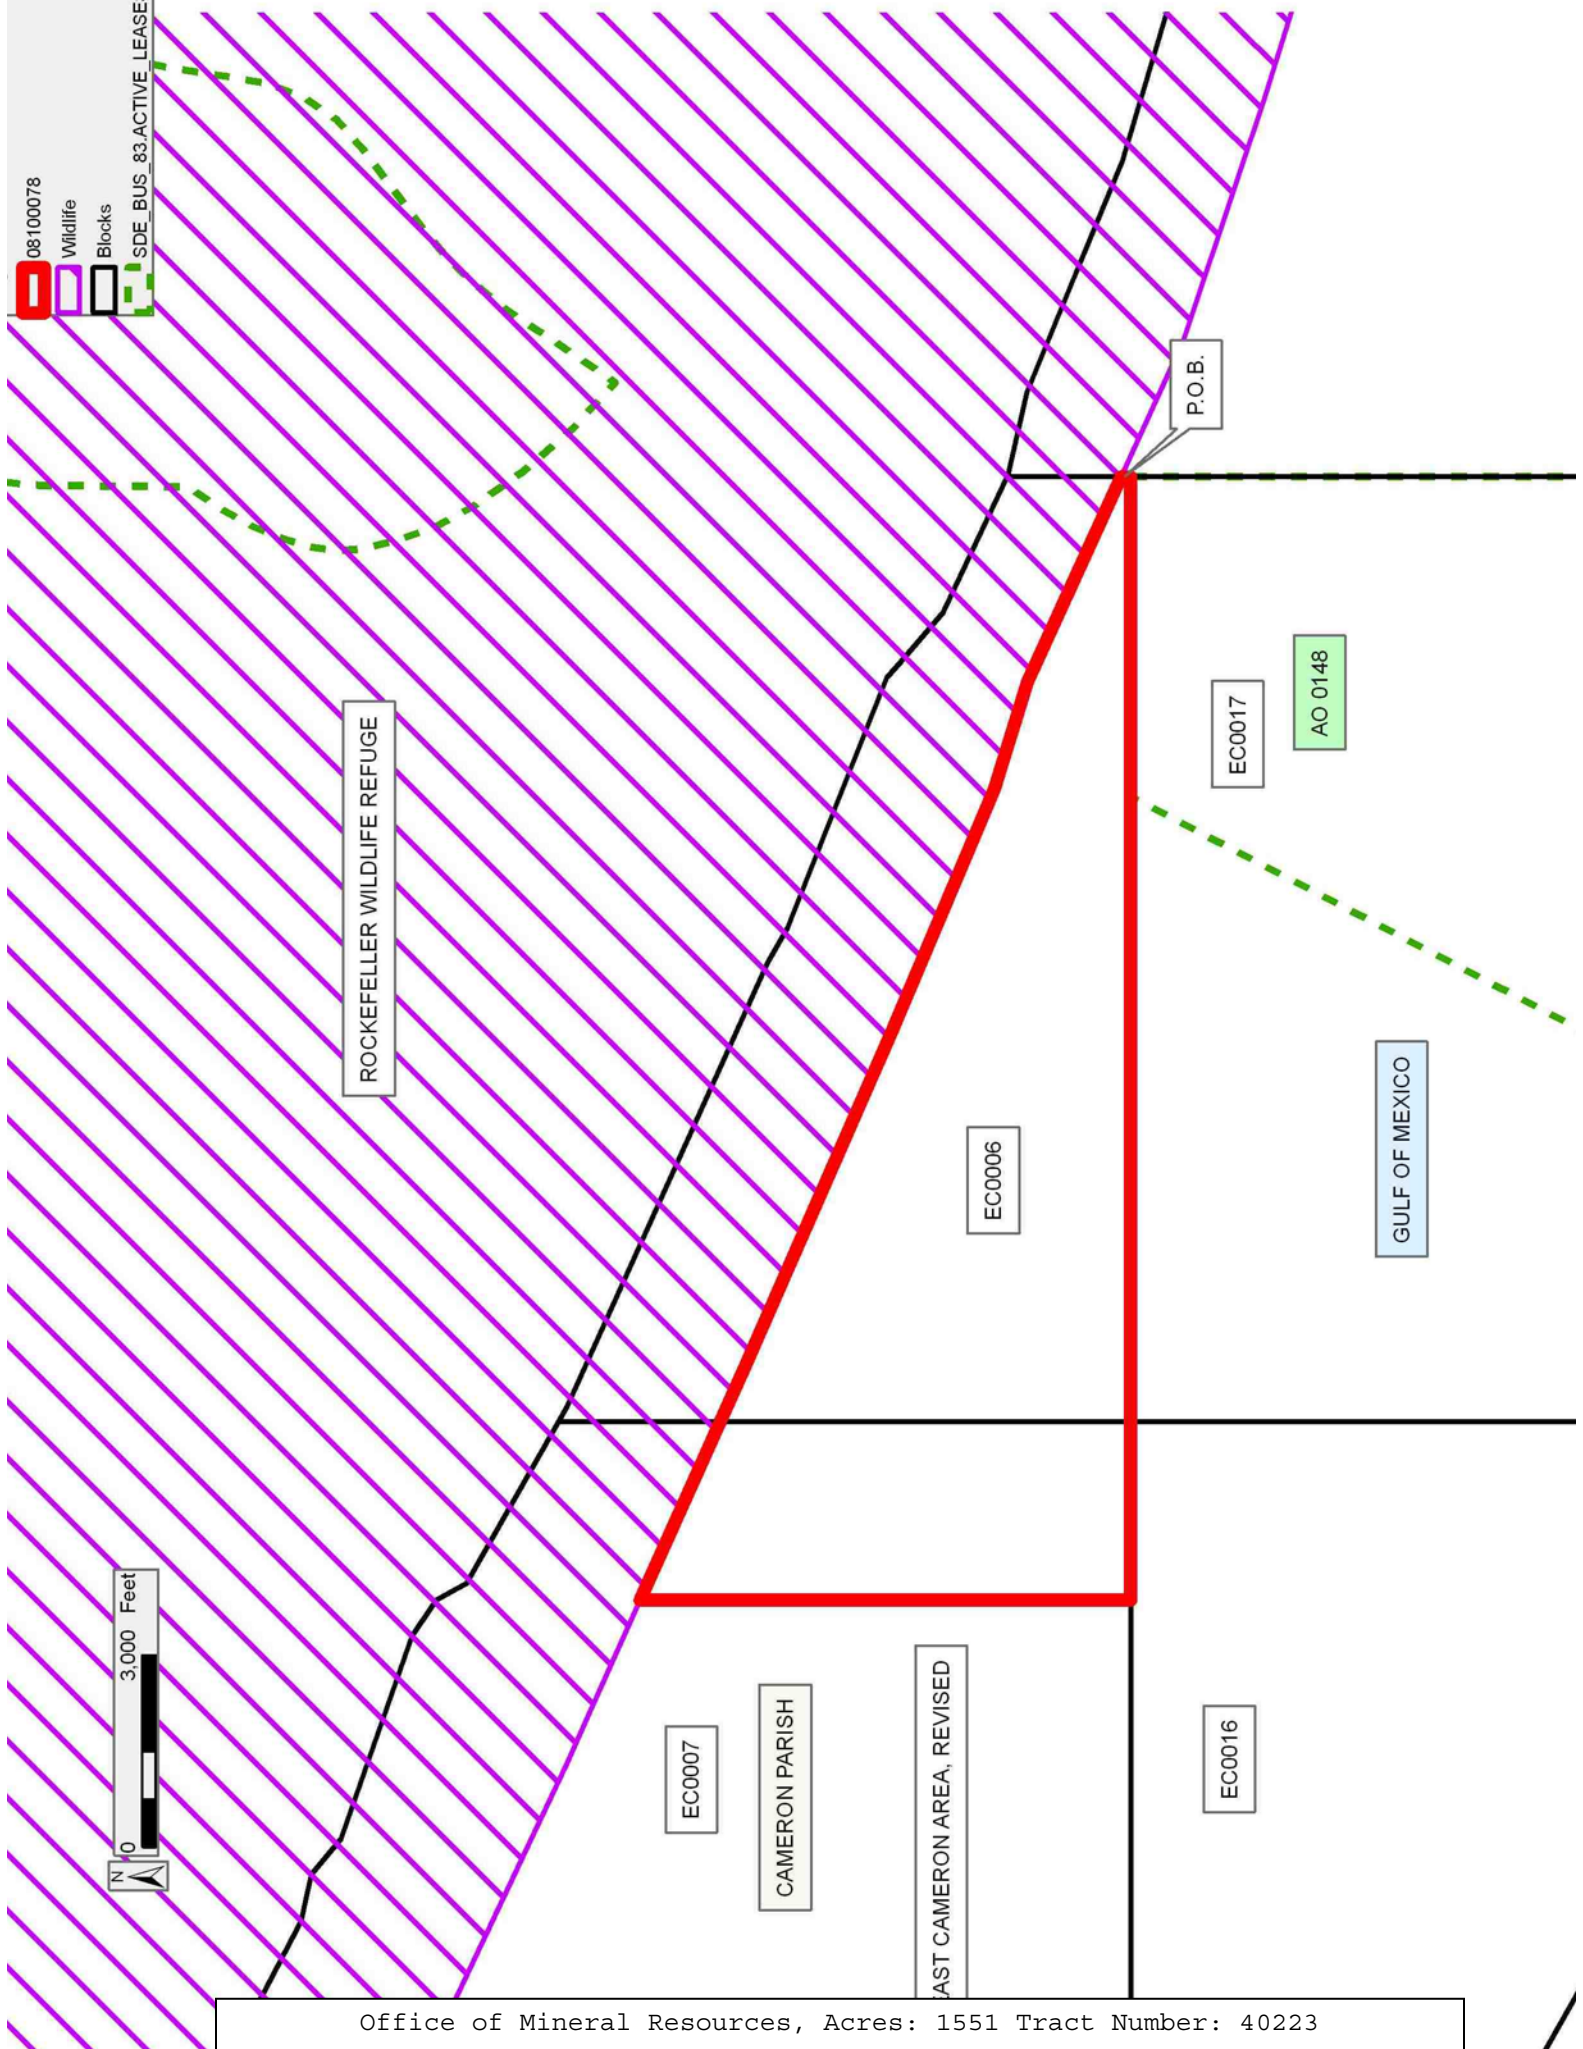 08100078
Wildlife
Blocks
SDE_BUS_83.ACTIVE_LEASE
ROCKEFELLER WILDLIFE REFUGE
P.O.B.
EC0017
AO 0148
EC0006
GULF OF MEXICO
0 3,000 Feet
N
EC0007
CAMERON PARISH
AREA, REVISED
CAMERON
EC0016
Office of Mineral Resources, Acres: 1551 Tract Number: 40223